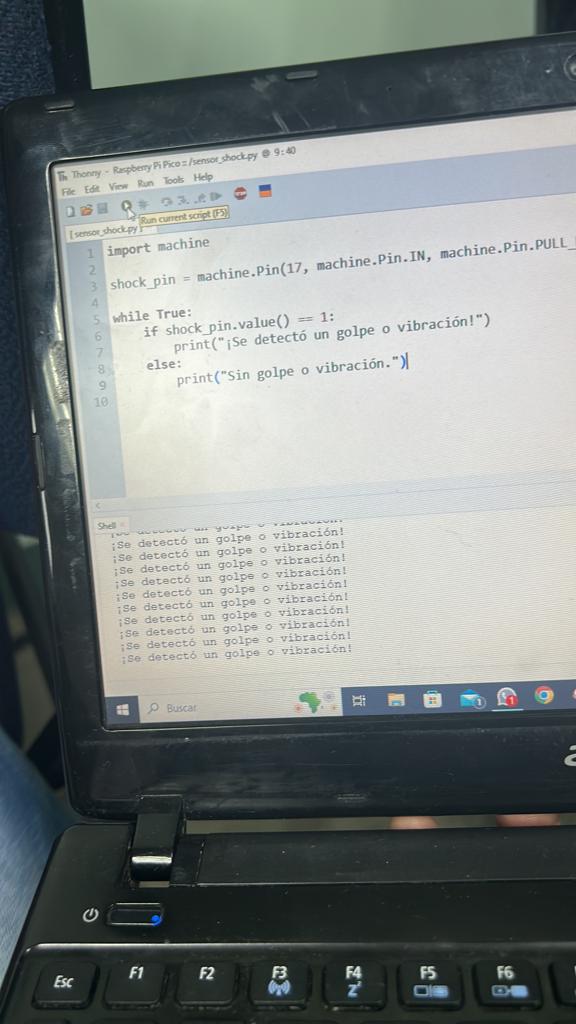 Thonny - Raspberry Pi Pico :: /sensor_shock.py @ 9:40
File Edit View Run Tools Help
Run current script (F5)
[ sensor_shock.py ]
1 import machine
2
3 shock_pin = machine.Pin(17, machine.Pin.IN, machine.Pin.PULL_
4
5 while True:
6 if shock_pin.value() == 1:
7 print("¡Se detectó un golpe o vibración!")
8 else:
9 print("Sin golpe o vibración.")
10
Shell
¡Se detectó un golpe o vibración!
¡Se detectó un golpe o vibración!
¡Se detectó un golpe o vibración!
¡Se detectó un golpe o vibración!
¡Se detectó un golpe o vibración!
¡Se detectó un golpe o vibración!
¡Se detectó un golpe o vibración!
¡Se detectó un golpe o vibración!
¡Se detectó un golpe o vibración!
¡Se detectó un golpe o vibración!
Buscar
1
1
a
Esc F1 F2 F3 F4 F5 F6
Zz